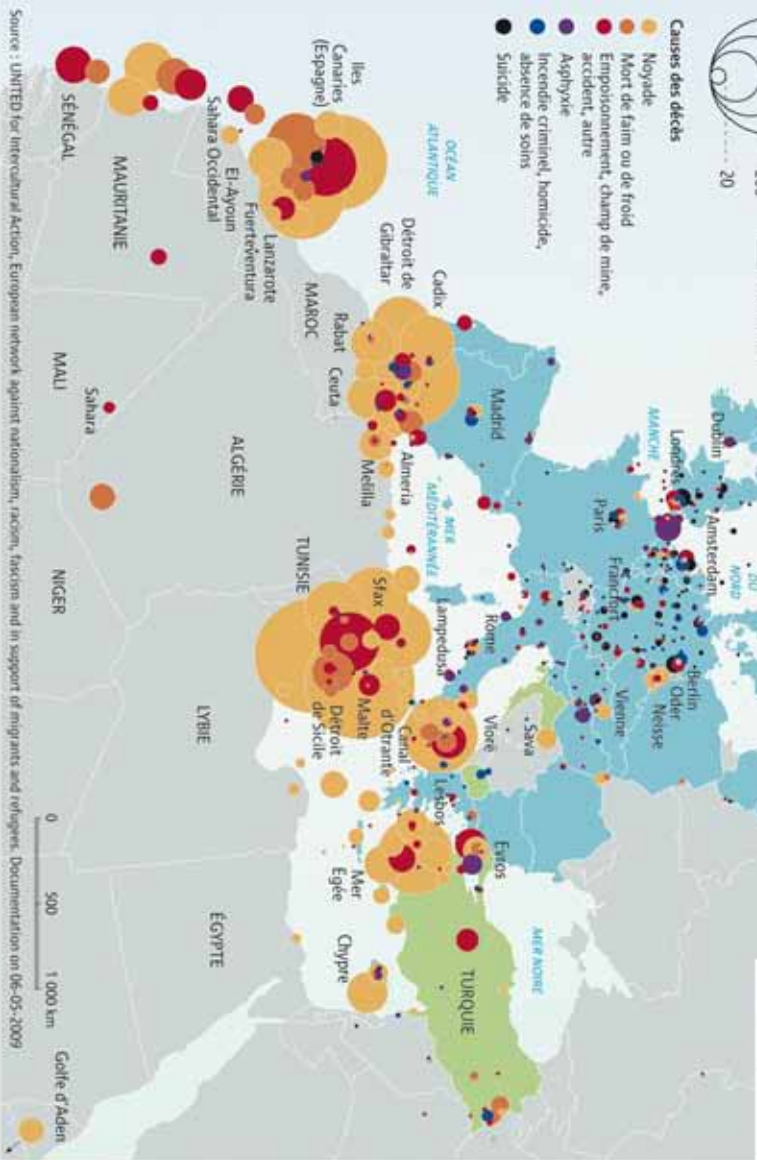 20
Causes des décès
Noyade
Mort de faim ou de froid
Empoisonnement, champ de mine,
accident, autre
Asphyxie
Incendie criminel, homicide,
absence de soins
Suicide
OCÉAN
ATLANTIQUE
Iles
Canaries
(Espagne)
Cadix
Détroit de
Gibraltar
Rabat
Ceuta
MAROC
Lanzarote
Fuerteventura
El-Ayoun
Sahara Occidental
MAURITANIE
SÉNÉGAL
Madrid
Almeria
Melilla
MER
MÉDITÉRANNÉE
ALGÉRIE
Sahara
MALI
NIGER
Dublin
MANCHE
Londres
Paris
Amsterdam
DU
NORD
Francfort
Berlin
Oder
Neisse
Vienne
Sava
Rome
Lampedusa
TUNISIE
Sfax
Vlorë
Canal
d'Otrante
Malte
Détroit
de Sicile
LYBIE
Lesbos
Evros
Mer
Egée
MER NOIRE
TURQUIE
Chypre
ÉGYPTE
0 500 1 000 km
Golfe d'Aden
Source : UNITED for Intercultural Action, European network against nationalism, racism, fascism and in support of migrants and refugees. Documentation on 06-05-2009